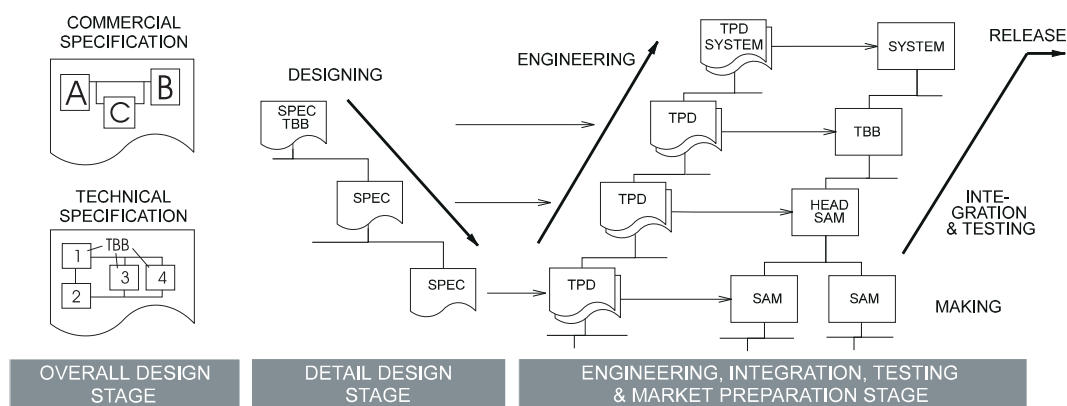 COMMERCIAL
SPECIFICATION
A
B
C
TECHNICAL
SPECIFICATION
TBB
1
3
4
2
DESIGNING
SPEC
TBB
SPEC
SPEC
ENGINEERING
TPD
SYSTEM
TPD
TPD
TPD
SYSTEM
TBB
HEAD
SAM
SAM
SAM
RELEASE
INTE-
GRATION
& TESTING
MAKING
OVERALL DESIGN
STAGE
DETAIL DESIGN
STAGE
ENGINEERING, INTEGRATION, TESTING
& MARKET PREPARATION STAGE